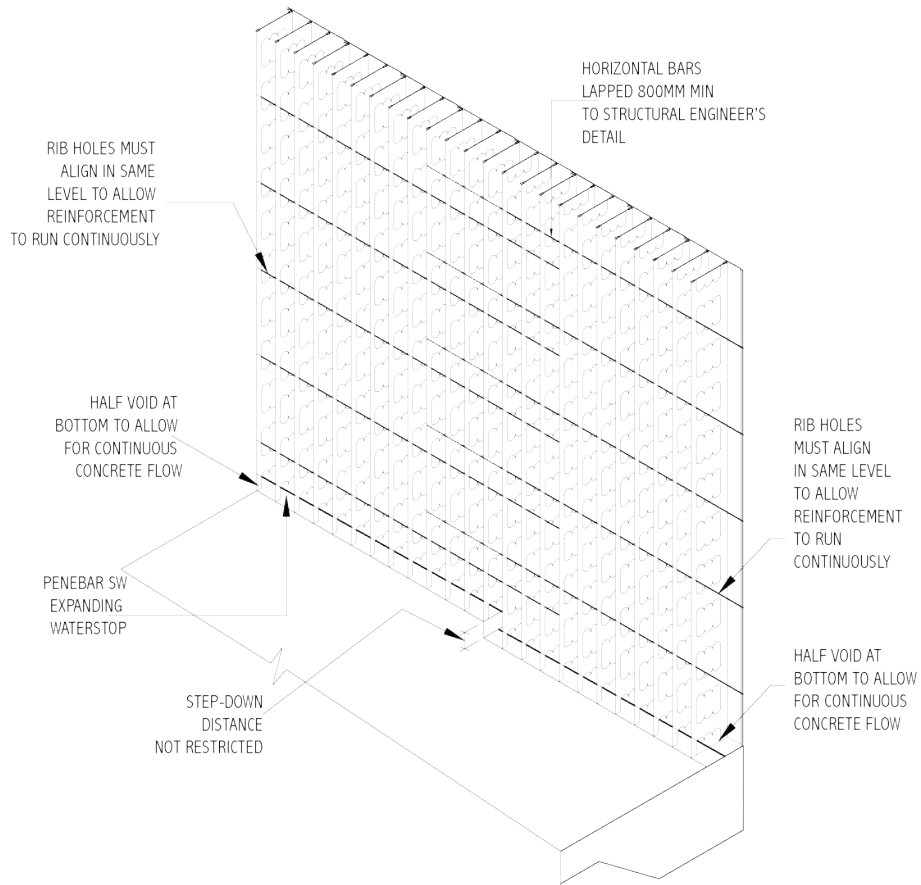 HORIZONTAL BARS
LAPPED 800MM MIN
TO STRUCTURAL ENGINEER'S
DETAIL
RIB HOLES MUST
ALIGN IN SAME
LEVEL TO ALLOW
REINFORCEMENT
TO RUN CONTINUOUSLY
HALF VOID AT
BOTTOM TO ALLOW
FOR CONTINUOUS
CONCRETE FLOW
RIB HOLES
MUST ALIGN
IN SAME LEVEL
TO ALLOW
REINFORCEMENT
TO RUN
CONTINUOUSLY
PENEBAR SW
EXPANDING
WATERSTOP
STEP-DOWN
DISTANCE
NOT RESTRICTED
HALF VOID AT
BOTTOM TO ALLOW
FOR CONTINUOUS
CONCRETE FLOW